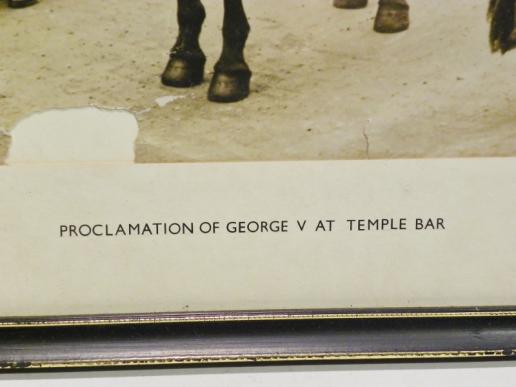 PROCLAMATION OF GEORGE V AT TEMPLE BAR